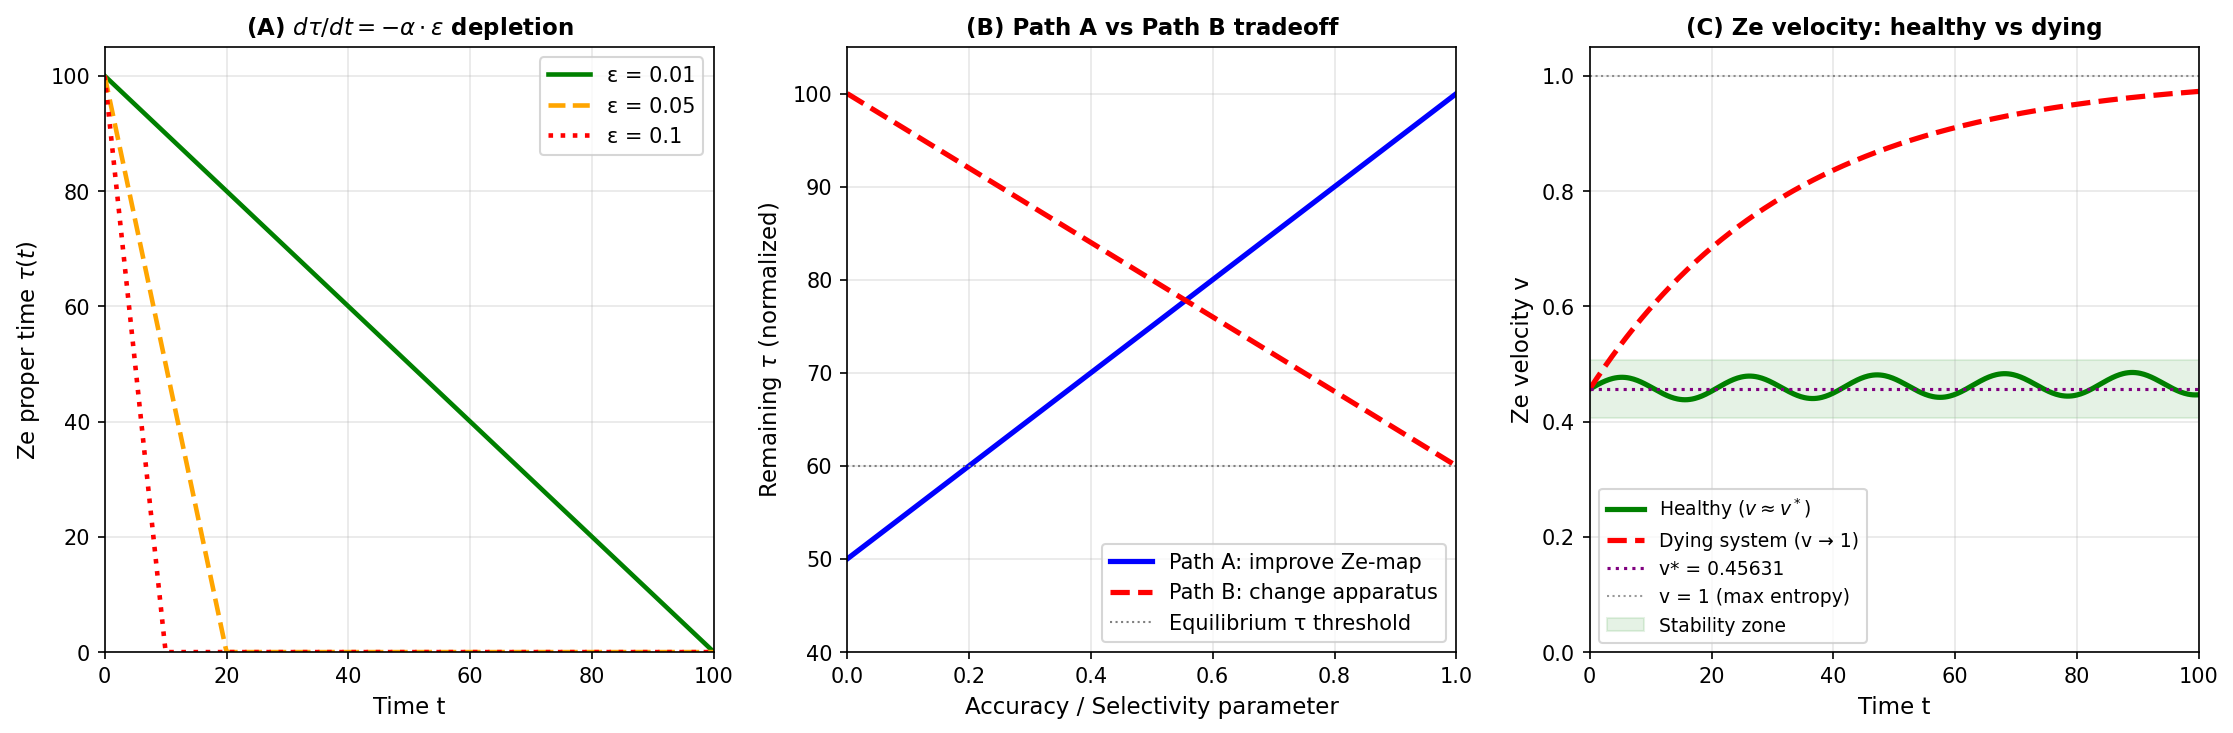 (A) dτ/dt = −α · ε depletion
Ze proper time τ(t)
100
80
60
40
20
0
ε = 0.01
ε = 0.05
ε = 0.1
0 20 40 60 80 100
Time t
(B) Path A vs Path B tradeoff
Remaining τ (normalized)
100
90
80
70
60
50
40
Path A: improve Ze-map
Path B: change apparatus
Equilibrium τ threshold
0.0 0.2 0.4 0.6 0.8 1.0
Accuracy / Selectivity parameter
(C) Ze velocity: healthy vs dying
Ze velocity v
1.0
0.8
0.6
0.4
0.2
0.0
Healthy (v ≈ v*)
Dying system (v → 1)
v* = 0.45631
v = 1 (max entropy)
Stability zone
0 20 40 60 80 100
Time t